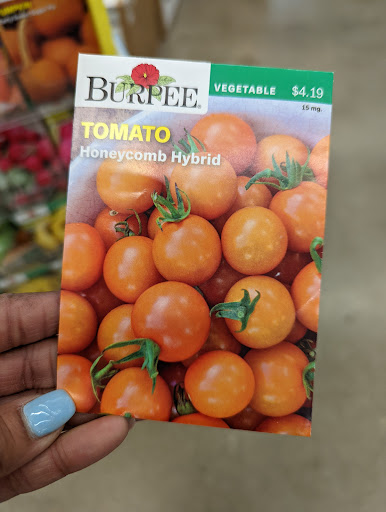 BURPEE®
VEGETABLE $4.19
15 mg.
TOMATO
Honeycomb Hybrid